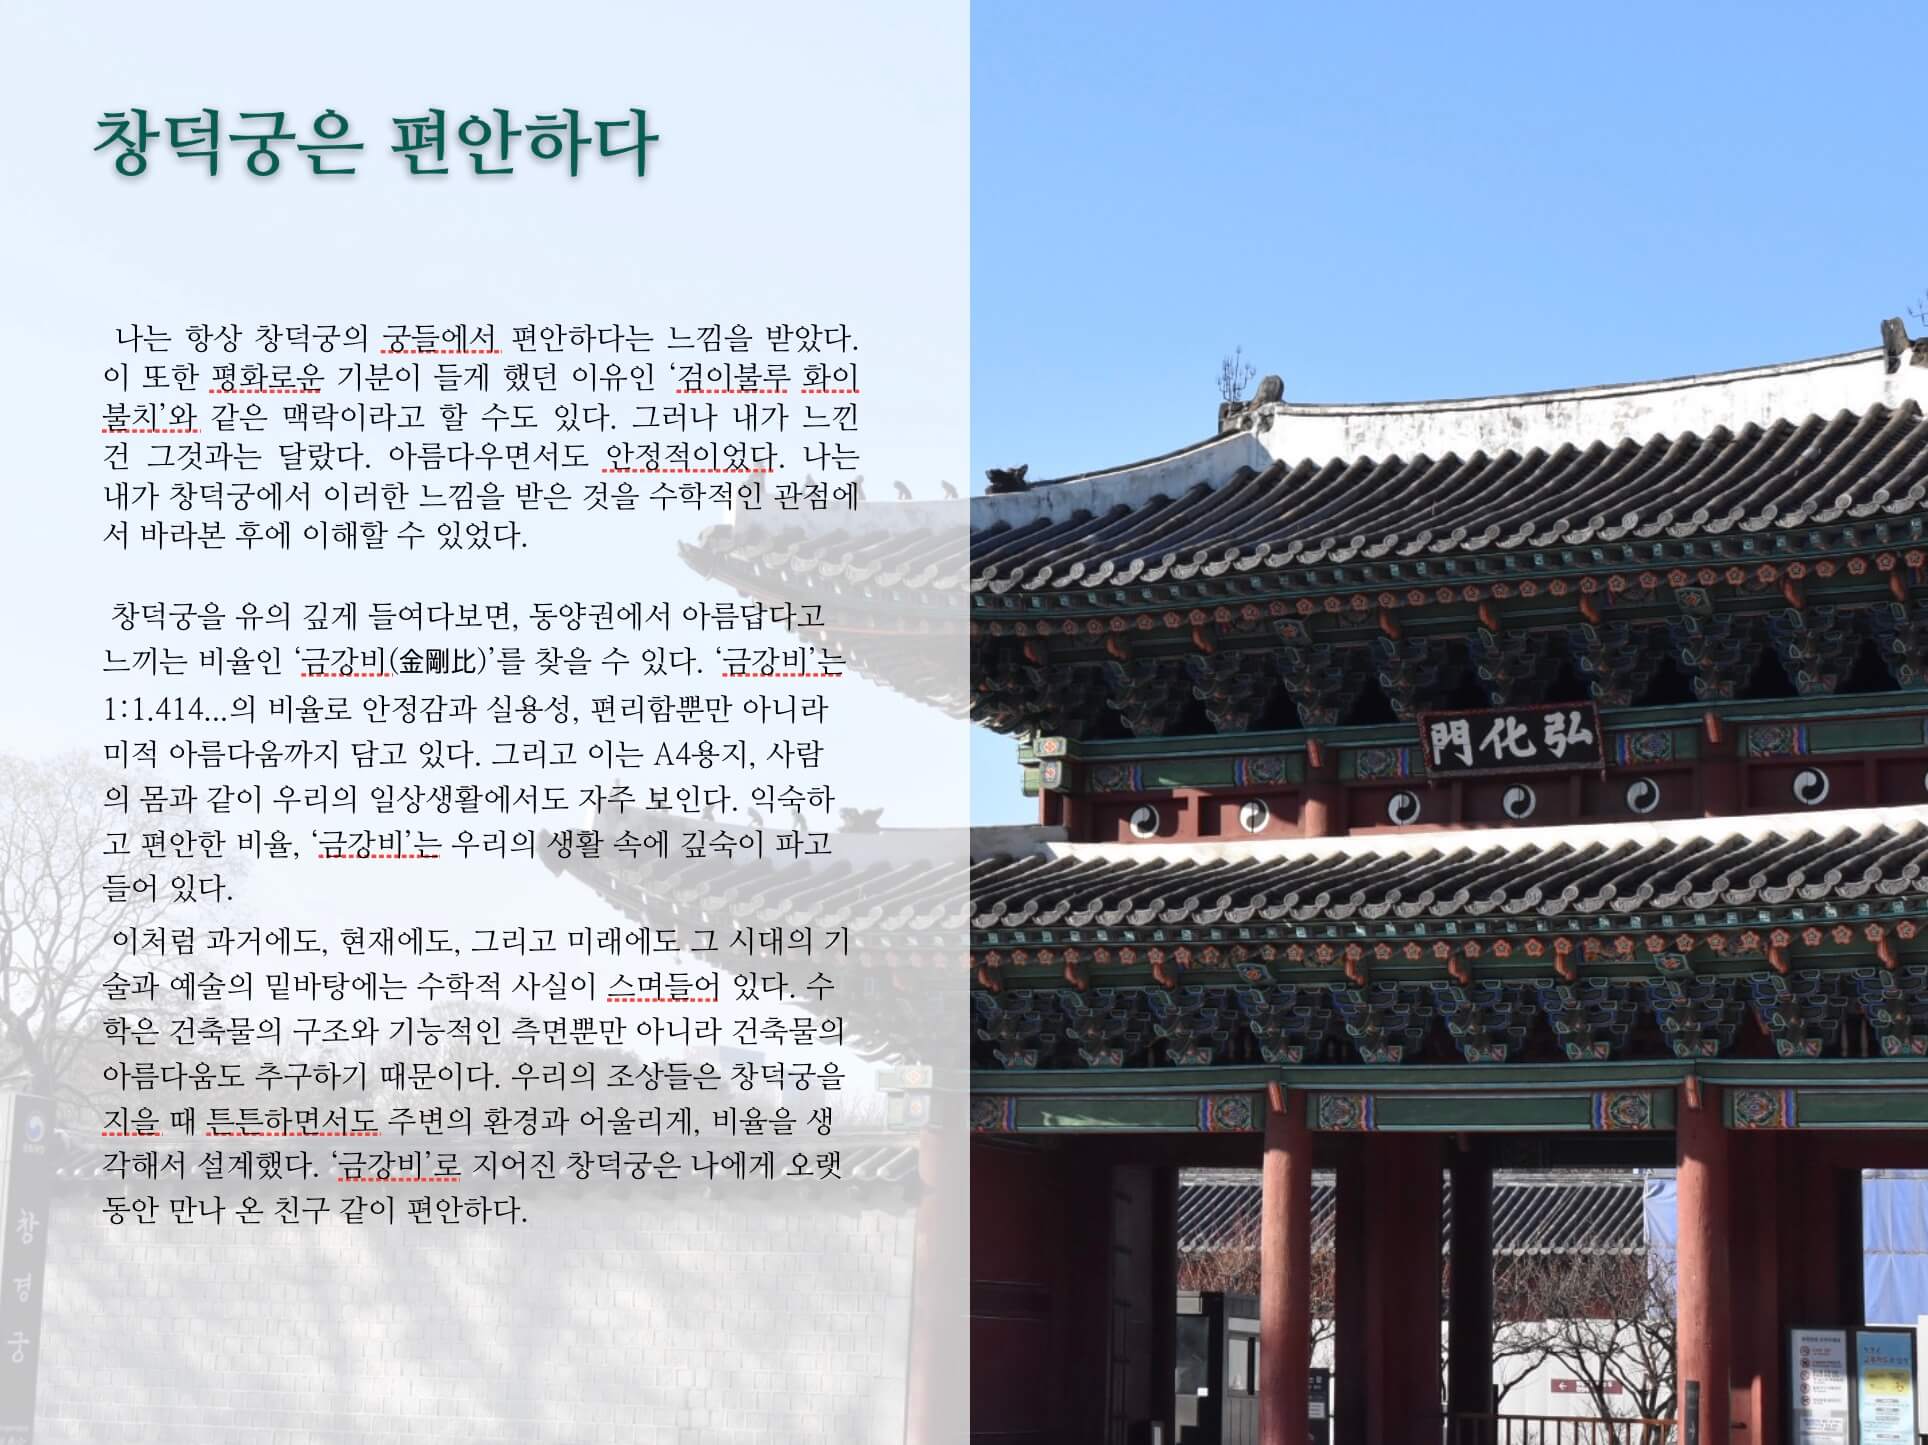 창덕궁은 편안하다
나는 항상 창덕궁의 궁들에서 편안하다는 느낌을 받았다.
이 또한 평화로운 기분이 들게 했던 이유인 ‘검이불루 화이
불치’와 같은 맥락이라고 할 수도 있다. 그러나 내가 느낀
건 그것과는 달랐다. 아름다우면서도 안정적이었다. 나는
내가 창덕궁에서 이러한 느낌을 받은 것을 수학적인 관점에
서 바라본 후에 이해할 수 있었다.
창덕궁을 유의 깊게 들여다보면, 동양권에서 아름답다고
느끼는 비율인 ‘금강비(金剛比)’를 찾을 수 있다. ‘금강비’는
1:1.414...의 비율로 안정감과 실용성, 편리함뿐만 아니라
미적 아름다움까지 담고 있다. 그리고 이는 A4용지, 사람
의 몸과 같이 우리의 일상생활에서도 자주 보인다. 익숙하
고 편안한 비율, ‘금강비’는 우리의 생활 속에 깊숙이 파고
들어 있다.
이처럼 과거에도, 현재에도, 그리고 미래에도 그 시대의 기
술과 예술의 밑바탕에는 수학적 사실이 스며들어 있다. 수
학은 건축물의 구조와 기능적인 측면뿐만 아니라 건축물의
아름다움도 추구하기 때문이다. 우리의 조상들은 창덕궁을
지을 때 튼튼하면서도 주변의 환경과 어울리게, 비율을 생
각해서 설계했다. ‘금강비’로 지어진 창덕궁은 나에게 오랫
동안 만나 온 친구 같이 편안하다.
창경궁
門化弘